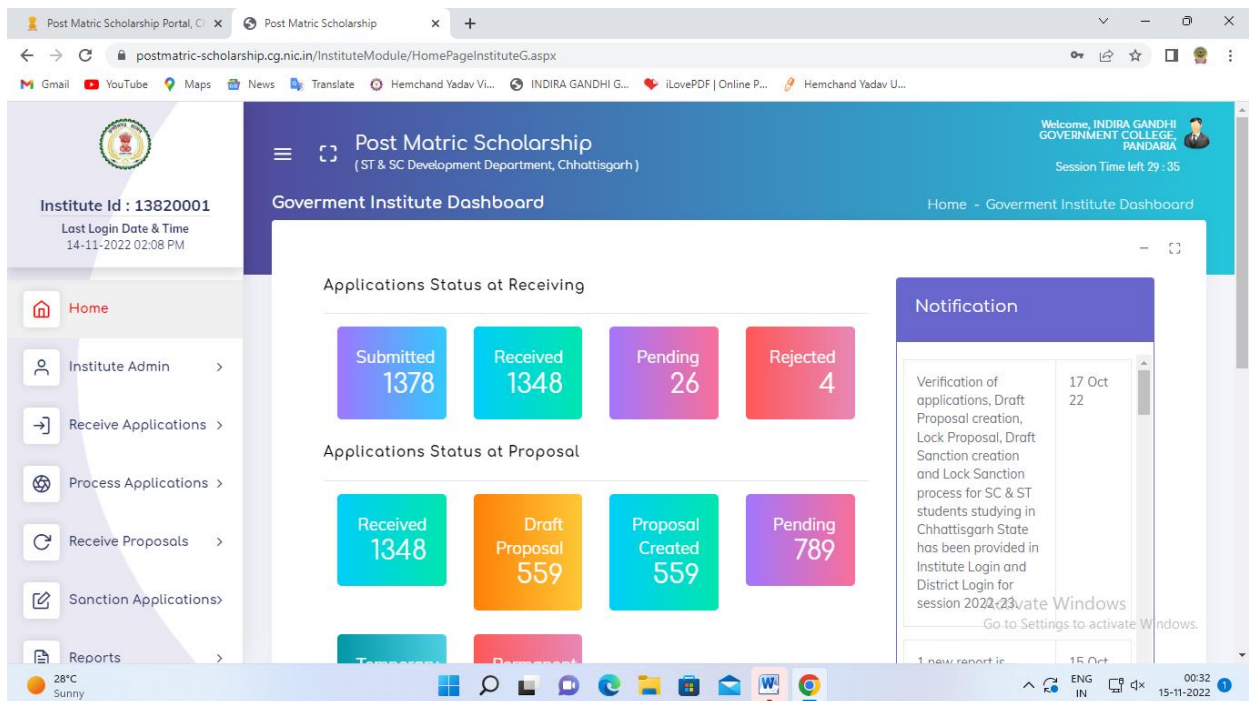 Post Matric Scholarship Portal, C
Post Matric Scholarship
postmatric-scholarship.cg.nic.in/InstituteModule/HomePageInstituteG.aspx
Gmail YouTube Maps News Translate Hemchand Yadav Vi... INDIRA GANDHI G... iLovePDF | Online P... Hemchand Yadav U...
Institute Id : 13820001
Last Login Date & Time
14-11-2022 02:08 PM
Home
Institute Admin
Receive Applications
Process Applications
Receive Proposals
Sanction Applications
Reports
Post Matric Scholarship
( ST & SC Development Department, Chhattisgarh )
Welcome, INDIRA GANDHI
GOVERNMENT COLLEGE,
PANDARIA
Session Time left 29 : 35
Goverment Institute Dashboard
Home - Goverment Institute Dashboard
Applications Status at Receiving
Submitted
1378
Received
1348
Pending
26
Rejected
4
Applications Status at Proposal
Received
1348
Draft
Proposal
559
Proposal
Created
559
Pending
789
Temporary
Permanent
Notification
Verification of
applications, Draft
Proposal creation,
Lock Proposal, Draft
Sanction creation
and Lock Sanction
process for SC & ST
students studying in
Chhattisgarh State
has been provided in
Institute Login and
District Login for
session 2022-23.
17 Oct
22
1 new report is
15 Oct
Activate Windows
Go to Settings to activate Windows.
28°C
Sunny
ENG
IN
00:32
15-11-2022
1